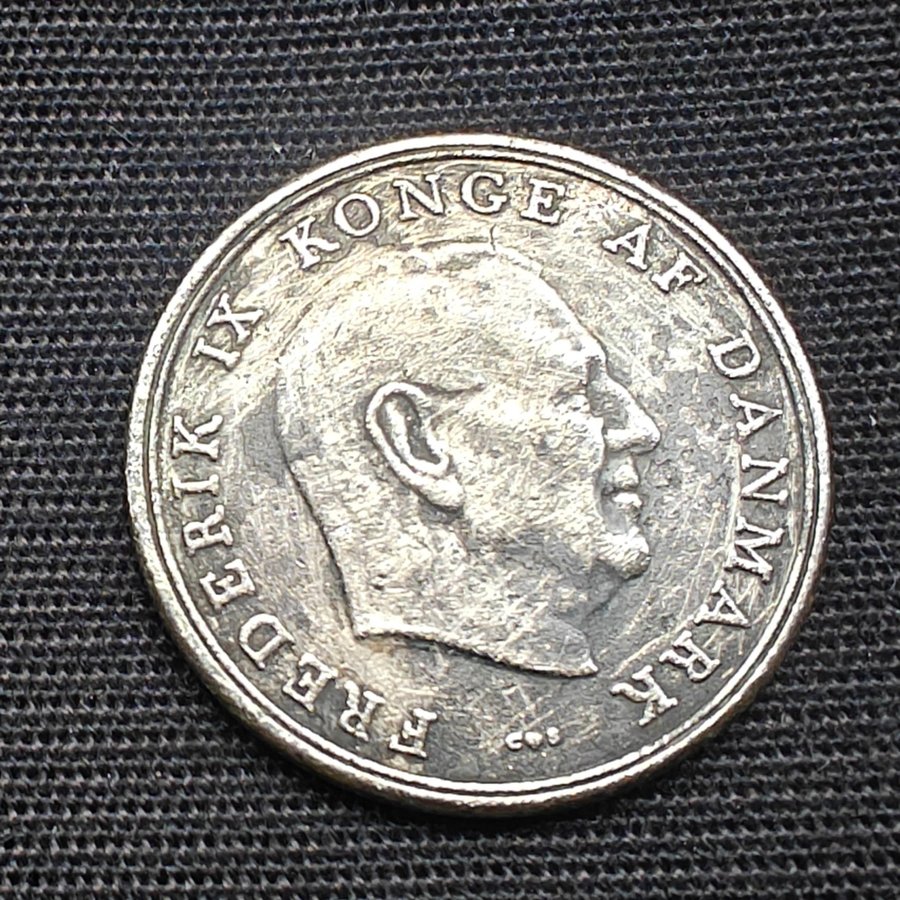 FREDERIK IX KONGE AF DANMARK
C♥S